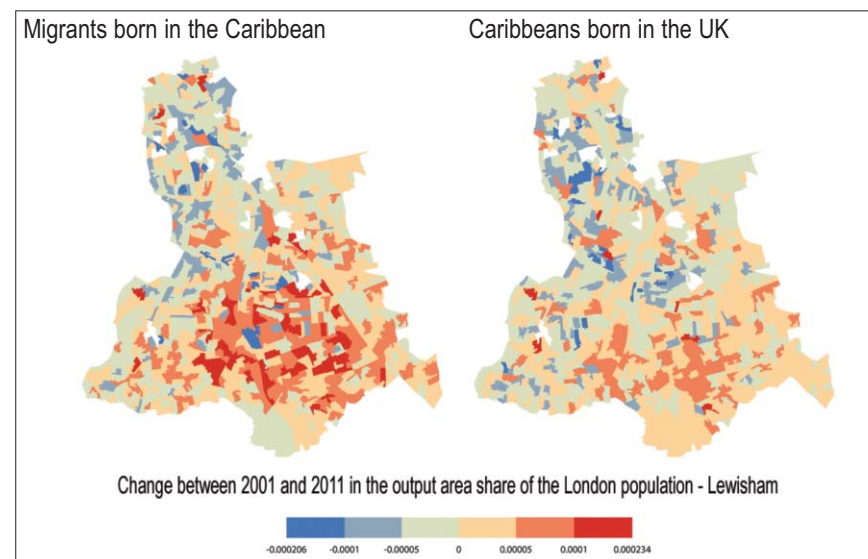 Migrants born in the Caribbean
Caribbeans born in the UK
Change between 2001 and 2011 in the output area share of the London population - Lewisham
-0.000206 -0.0001 -0.00005 0 0.00005 0.0001 0.000234